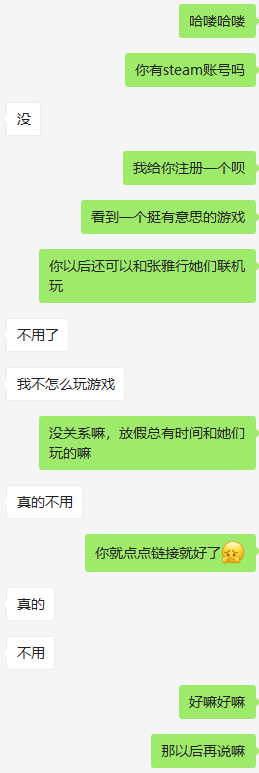 哈喽哈喽
你有steam账号吗
没
我给你注册一个呗
看到一个挺有意思的游戏
你以后还可以和张雅行她们联机
玩
不用了
我不怎么玩游戏
没关系嘛，放假总有时间和她们
玩的嘛
真的不用
你就点点链接就好了
真的
不用
好嘛好嘛
那以后再说嘛